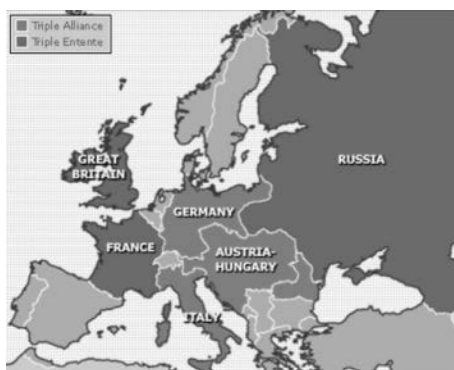 Triple Alliance
Triple Entente
GREAT
BRITAIN
RUSSIA
GERMANY
FRANCE
AUSTRIA-
HUNGARY
ITALY